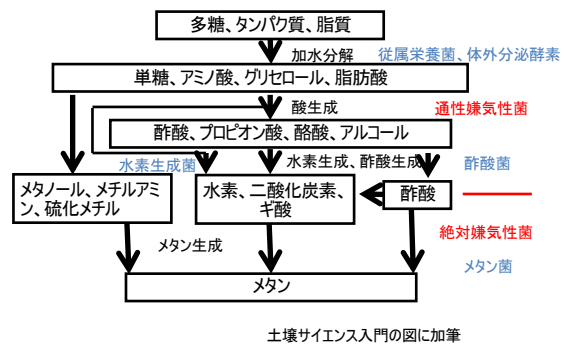 多糖、タンパク質、脂質
加水分解
従属栄養菌、体外分泌酵素
単糖、アミノ酸、グリセロール、脂肪酸
酸生成
通性嫌気性菌
酢酸、プロピオン酸、酪酸、アルコール
水素生成菌
水素生成、酢酸生成
酢酸菌
メタノール、メチルアミ
ン、硫化メチル
水素、二酸化炭素、
ギ酸
酢酸
絶対嫌気性菌
メタン生成
メタン菌
メタン
土壌サイエンス入門の図に加筆